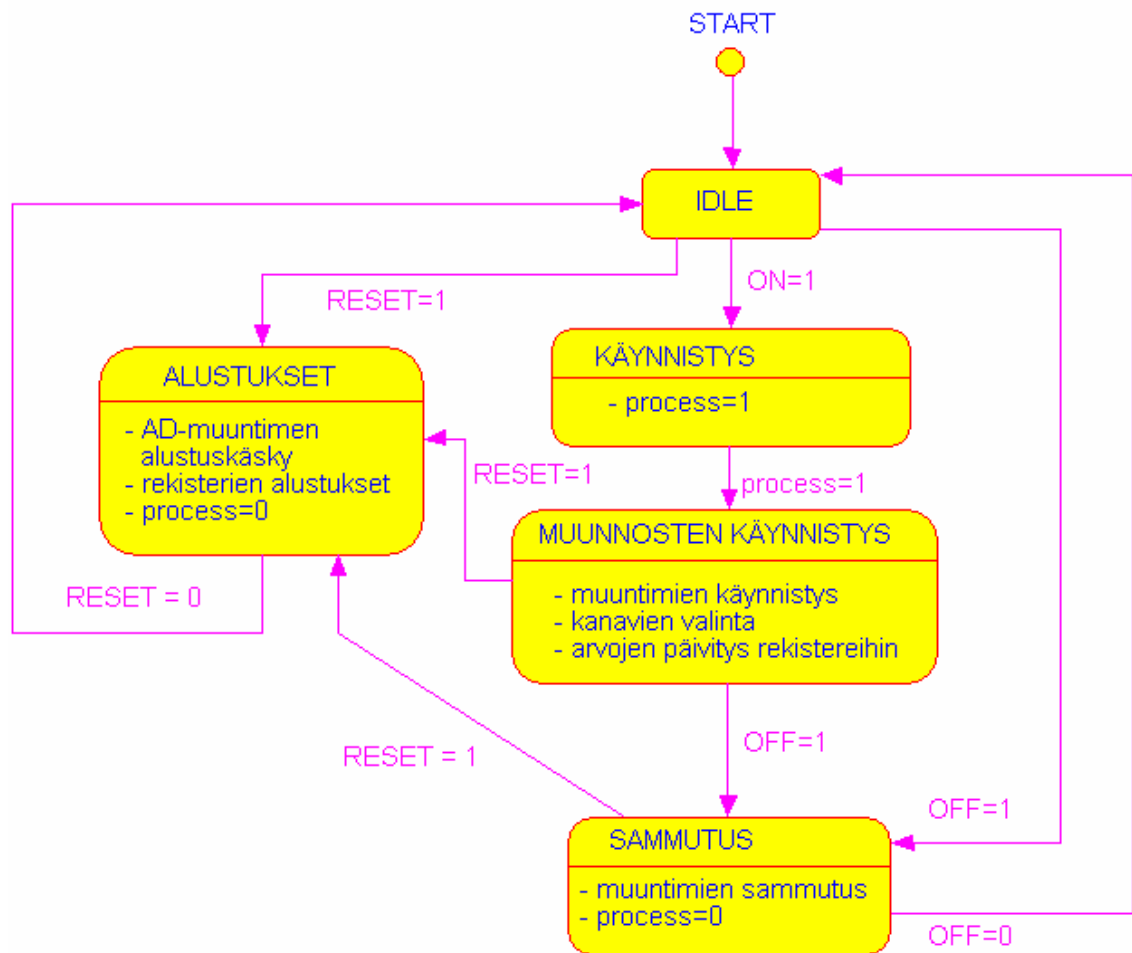 START
IDLE
ON=1
RESET=1
KÄYNNISTYS
- process=1
ALUSTUKSET
- AD-muuntimen
alustuskäsky
- rekisterien alustukset
- process=0
RESET=1
process=1
MUUNNOSTEN KÄYNNISTYS
- muuntimien käynnistys
- kanavien valinta
- arvojen päivitys rekistereihin
RESET = 0
OFF=1
RESET = 1
OFF=1
SAMMUTUS
- muuntimien sammutus
- process=0
OFF=0